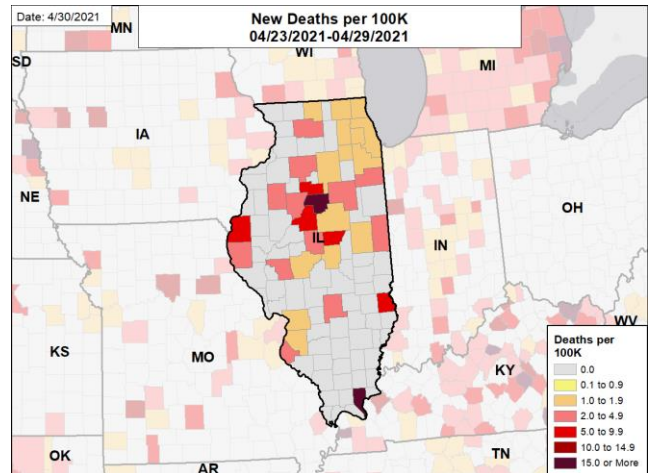 Date: 4/30/2021
New Deaths per 100K
04/23/2021-04/29/2021
MN
WI
SD
MI
IA
NE
OH
IL
IN
WV
KS
MO
KY
OK
AR
TN
Deaths per
100K
0.0
0.1 to 0.9
1.0 to 1.9
2.0 to 4.9
5.0 to 9.9
10.0 to 14.9
15.0 or More